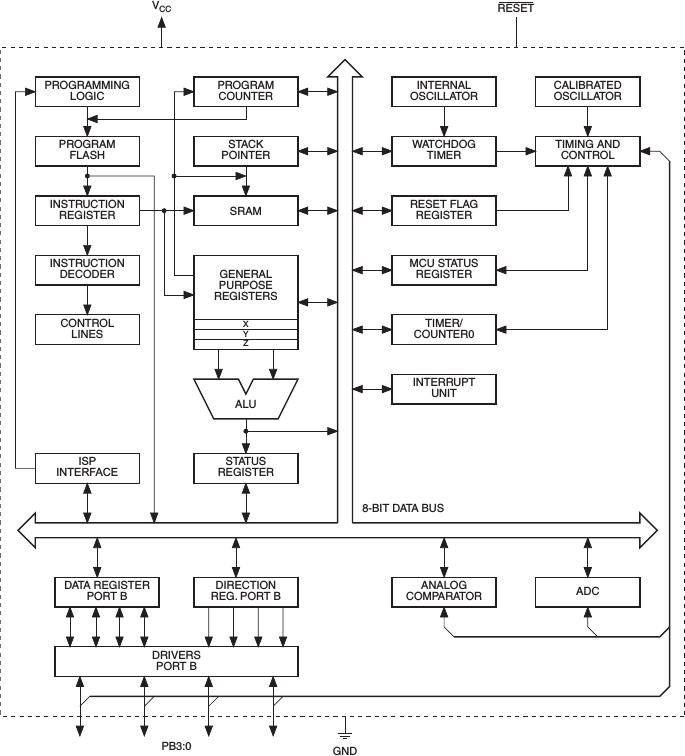 VCC
RESET
PROGRAMMING
LOGIC
PROGRAM
COUNTER
INTERNAL
OSCILLATOR
CALIBRATED
OSCILLATOR
PROGRAM
FLASH
STACK
POINTER
WATCHDOG
TIMER
TIMING AND
CONTROL
INSTRUCTION
REGISTER
SRAM
RESET FLAG
REGISTER
INSTRUCTION
DECODER
GENERAL
PURPOSE
REGISTERS
X
Y
Z
MCU STATUS
REGISTER
CONTROL
LINES
TIMER/
COUNTER0
ALU
INTERRUPT
UNIT
ISP
INTERFACE
STATUS
REGISTER
8-BIT DATA BUS
DATA REGISTER
PORT B
DIRECTION
REG. PORT B
ANALOG
COMPARATOR
ADC
DRIVERS
PORT B
PB3:0
GND